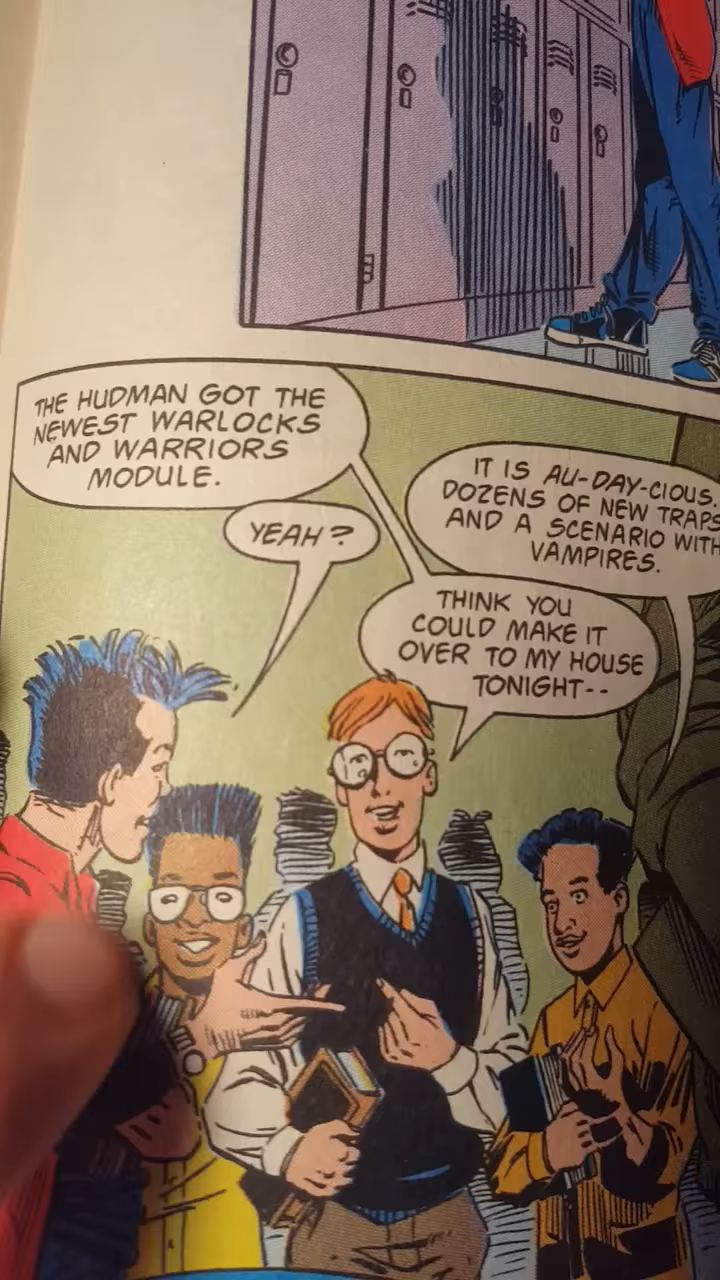 THE HUDMAN GOT THE
NEWEST WARLOCKS
AND WARRIORS
MODULE.
YEAH?
IT IS AU-DAY-CIOUS.
DOZENS OF NEW TRAPS
AND A SCENARIO WITH
VAMPIRES.
THINK YOU
COULD MAKE IT
OVER TO MY HOUSE
TONIGHT--